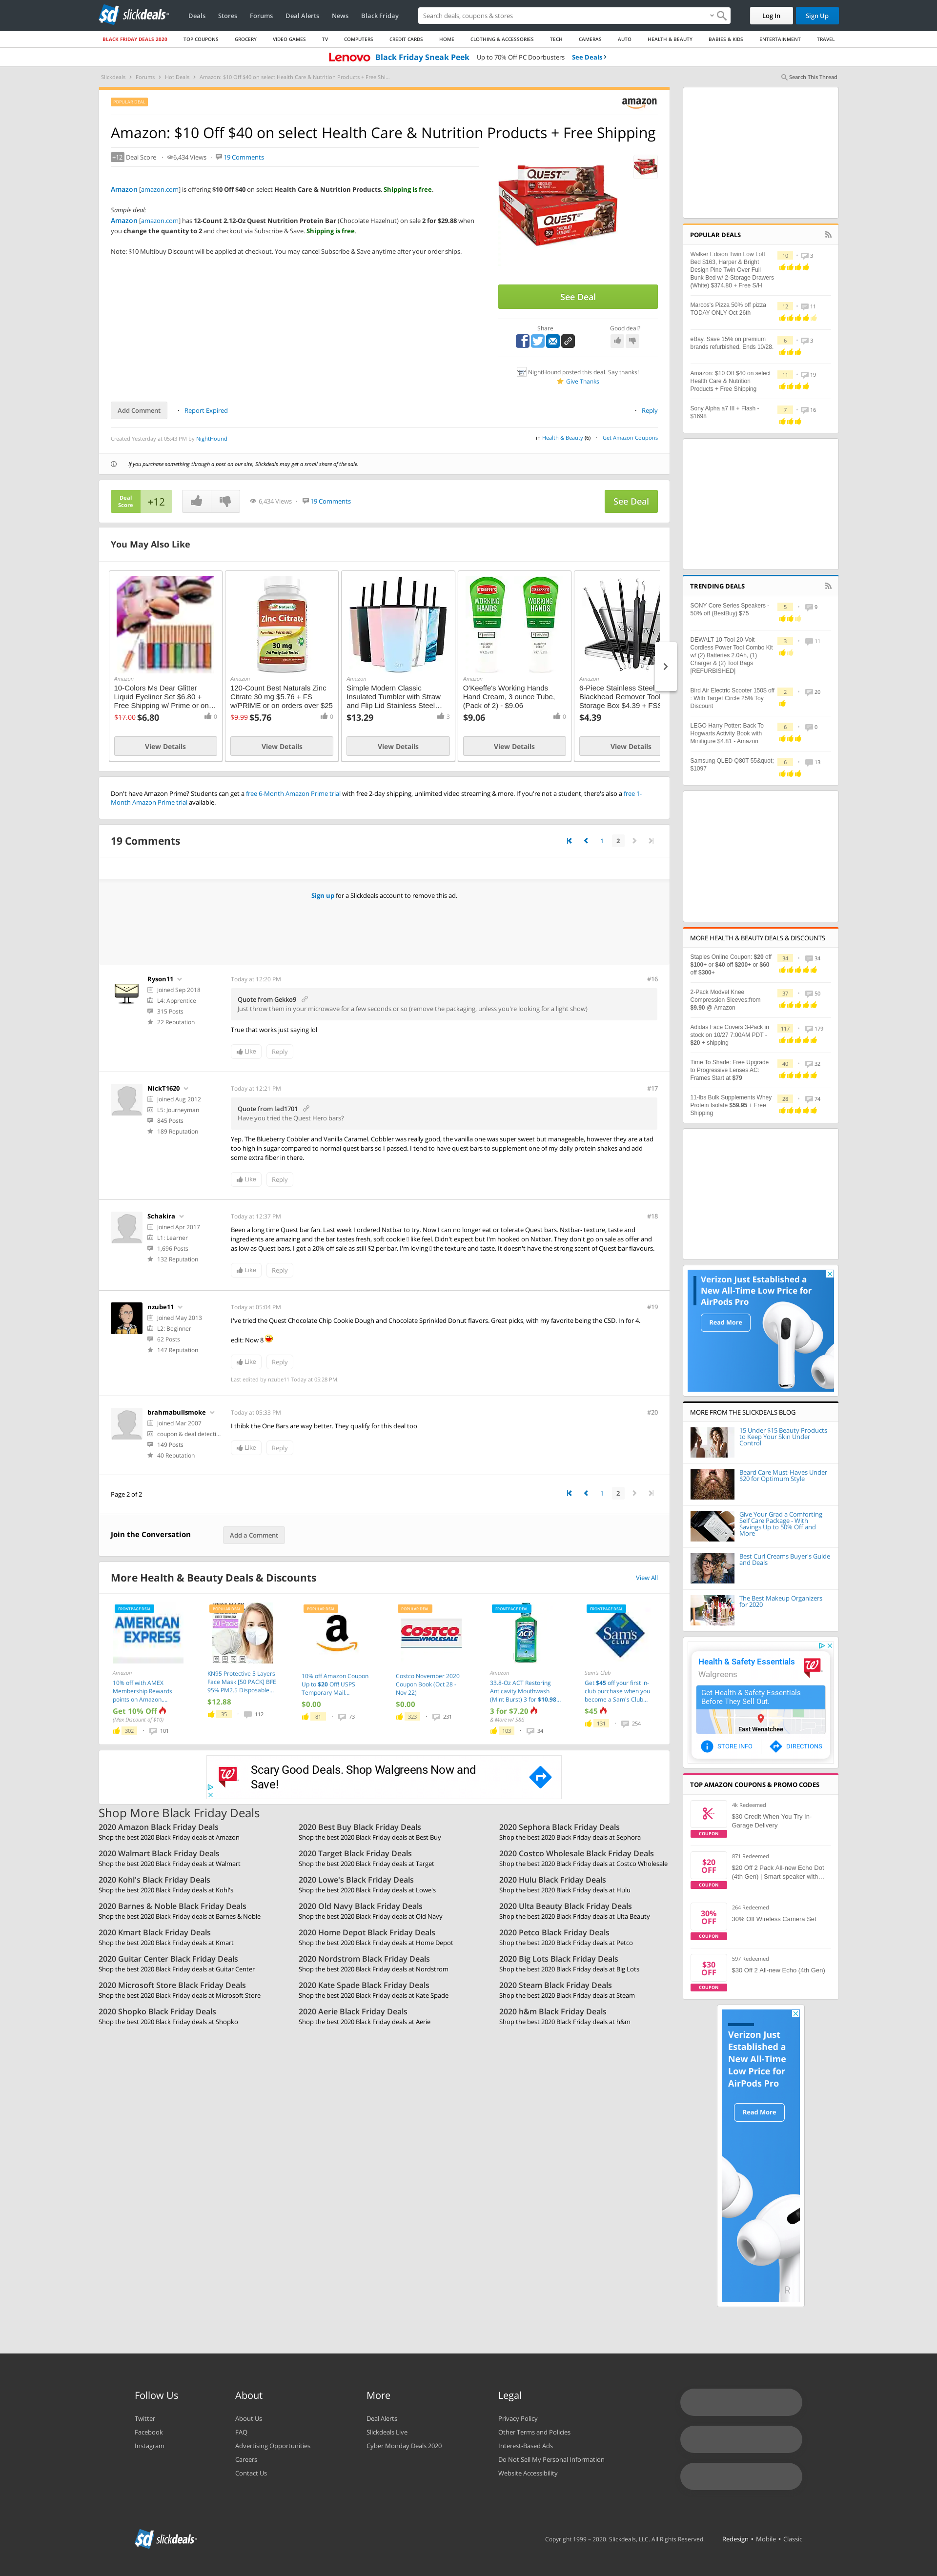 slickdeals
Deals Stores Forums Deal Alerts News Black Friday
Search deals, coupons & stores
Log In
Sign Up
BLACK FRIDAY DEALS 2020 TOP COUPONS GROCERY VIDEO GAMES TV COMPUTERS CREDIT CARDS HOME CLOTHING & ACCESSORIES TECH CAMERAS AUTO HEALTH & BEAUTY BABIES & KIDS ENTERTAINMENT TRAVEL
Lenovo Black Friday Sneak Peek Up to 70% Off PC Doorbusters See Deals ›
Slickdeals > Forums > Hot Deals > Amazon: $10 Off $40 on select Health Care & Nutrition Products + Free Shi...
Search This Thread
POPULAR DEAL
amazon
Amazon: $10 Off $40 on select Health Care & Nutrition Products + Free Shipping
+12 Deal Score · 6,434 Views · 19 Comments
Amazon [amazon.com] is offering $10 Off $40 on select Health Care & Nutrition Products. Shipping is free.
Sample deal:
Amazon [amazon.com] has 12-Count 2.12-Oz Quest Nutrition Protein Bar (Chocolate Hazelnut) on sale 2 for $29.88 when
you change the quantity to 2 and checkout via Subscribe & Save. Shipping is free.
Note: $10 Multibuy Discount will be applied at checkout. You may cancel Subscribe & Save anytime after your order ships.
QUEST
See Deal
Share
Good deal?
NightHound posted this deal. Say thanks!
Give Thanks
Add Comment · Report Expired
· Reply
Created Yesterday at 05:43 PM by NightHound
in Health & Beauty (6) · Get Amazon Coupons
If you purchase something through a post on our site, Slickdeals may get a small share of the sale.
Deal Score +12
6,434 Views · 19 Comments
See Deal
You May Also Like
Amazon
10-Colors Ms Dear Glitter Liquid Eyeliner Set $6.80 + Free Shipping w/ Prime or on...
$17.00 $6.80 0
View Details
Zinc Citrate
30 mg
Amazon
120-Count Best Naturals Zinc Citrate 30 mg $5.76 + FS w/PRIME or on orders over $25
$9.99 $5.76 0
View Details
Amazon
Simple Modern Classic Insulated Tumbler with Straw and Flip Lid Stainless Steel...
$13.29 3
View Details
WORKING HANDS WORKING HANDS
Amazon
O'Keeffe's Working Hands Hand Cream, 3 ounce Tube, (Pack of 2) - $9.06
$9.06 0
View Details
Amazon
6-Piece Stainless Steel Blackhead Remover Tool Storage Box $4.39 + FS
$4.39
View Details
Don't have Amazon Prime? Students can get a free 6-Month Amazon Prime trial with free 2-day shipping, unlimited video streaming & more. If you're not a student, there's also a free 1-
Month Amazon Prime trial available.
19 Comments
1 2
Sign up for a Slickdeals account to remove this ad.
Ryson11
Joined Sep 2018
L4: Apprentice
315 Posts
22 Reputation
Today at 12:20 PM
#16
Quote from Gekko9
Just throw them in your microwave for a few seconds or so (remove the packaging, unless you're looking for a light show)
True that works just saying lol
Like Reply
NickT1620
Joined Aug 2012
L5: Journeyman
845 Posts
189 Reputation
Today at 12:21 PM
#17
Quote from lad1701
Have you tried the Quest Hero bars?
Yep. The Blueberry Cobbler and Vanilla Caramel. Cobbler was really good, the vanilla one was super sweet but manageable, however they are a tad
too high in sugar compared to normal quest bars so I passed. I tend to have quest bars to supplement one of my daily protein shakes and add
some extra fiber in there.
Like Reply
Schakira
Joined Apr 2017
L1: Learner
1,696 Posts
132 Reputation
Today at 12:37 PM
#18
Been a long time Quest bar fan. Last week I ordered Nxtbar to try. Now I can no longer eat or tolerate Quest bars. Nxtbar- texture, taste and
ingredients are amazing and the bar tastes fresh, soft cookie like feel. Didn't expect but I'm hooked on Nxtbar. They don't go on sale as often and
as low as Quest bars. I got a 20% off sale as still $2 per bar. I'm loving the texture and taste. It doesn't have the strong scent of Quest bar flavours.
Like Reply
nzube11
Joined May 2013
L2: Beginner
62 Posts
147 Reputation
Today at 05:04 PM
#19
I've tried the Quest Chocolate Chip Cookie Dough and Chocolate Sprinkled Donut flavors. Great picks, with my favorite being the CSD. In for 4.
edit: Now 8
Like Reply
Last edited by nzube11 Today at 05:28 PM.
brahmabullsmoke
Joined Mar 2007
coupon & deal detecti...
149 Posts
40 Reputation
Today at 05:33 PM
#20
I thibk the One Bars are way better. They qualify for this deal too
Like Reply
Page 2 of 2
1 2
Join the Conversation
Add a Comment
More Health & Beauty Deals & Discounts
View All
FRONTPAGE DEAL
AMERICAN EXPRESS
Amazon
10% off with AMEX Membership Rewards points on Amazon....
Get 10% Off
(Max Discount of $10)
302 · 101
POPULAR DEAL
KN95 Protective 5 Layers Face Mask [50 PACK] BFE 95% PM2.5 Disposable...
$12.88
35 · 112
POPULAR DEAL
10% off Amazon Coupon Up to $20 Off! USPS Temporary Mail...
$0.00
81 · 73
POPULAR DEAL
COSTCO WHOLESALE
Costco November 2020 Coupon Book (Oct 28 - Nov 22)
$0.00
323 · 231
FRONTPAGE DEAL
ACT
Amazon
33.8-Oz ACT Restoring Anticavity Mouthwash (Mint Burst) 3 for $10.98...
3 for $7.20
& More w/ S&S
103 · 34
FRONTPAGE DEAL
Sam's CLUB
Sam's Club
Get $45 off your first in-club purchase when you become a Sam's Club...
$45
131 · 254
Scary Good Deals. Shop Walgreens Now and Save!
Shop More Black Friday Deals
2020 Amazon Black Friday Deals
Shop the best 2020 Black Friday deals at Amazon
2020 Best Buy Black Friday Deals
Shop the best 2020 Black Friday deals at Best Buy
2020 Sephora Black Friday Deals
Shop the best 2020 Black Friday deals at Sephora
2020 Walmart Black Friday Deals
Shop the best 2020 Black Friday deals at Walmart
2020 Target Black Friday Deals
Shop the best 2020 Black Friday deals at Target
2020 Costco Wholesale Black Friday Deals
Shop the best 2020 Black Friday deals at Costco Wholesale
2020 Kohl's Black Friday Deals
Shop the best 2020 Black Friday deals at Kohl's
2020 Lowe's Black Friday Deals
Shop the best 2020 Black Friday deals at Lowe's
2020 Hulu Black Friday Deals
Shop the best 2020 Black Friday deals at Hulu
2020 Barnes & Noble Black Friday Deals
Shop the best 2020 Black Friday deals at Barnes & Noble
2020 Old Navy Black Friday Deals
Shop the best 2020 Black Friday deals at Old Navy
2020 Ulta Beauty Black Friday Deals
Shop the best 2020 Black Friday deals at Ulta Beauty
2020 Kmart Black Friday Deals
Shop the best 2020 Black Friday deals at Kmart
2020 Home Depot Black Friday Deals
Shop the best 2020 Black Friday deals at Home Depot
2020 Petco Black Friday Deals
Shop the best 2020 Black Friday deals at Petco
2020 Guitar Center Black Friday Deals
Shop the best 2020 Black Friday deals at Guitar Center
2020 Nordstrom Black Friday Deals
Shop the best 2020 Black Friday deals at Nordstrom
2020 Big Lots Black Friday Deals
Shop the best 2020 Black Friday deals at Big Lots
2020 Microsoft Store Black Friday Deals
Shop the best 2020 Black Friday deals at Microsoft Store
2020 Kate Spade Black Friday Deals
Shop the best 2020 Black Friday deals at Kate Spade
2020 Steam Black Friday Deals
Shop the best 2020 Black Friday deals at Steam
2020 Shopko Black Friday Deals
Shop the best 2020 Black Friday deals at Shopko
2020 Aerie Black Friday Deals
Shop the best 2020 Black Friday deals at Aerie
2020 h&m Black Friday Deals
Shop the best 2020 Black Friday deals at h&m
POPULAR DEALS
Walker Edison Twin Low Loft Bed $163, Harper & Bright Design Pine Twin Over Full Bunk Bed w/ 2-Storage Drawers (White) $374.80 + Free S/H
10 · 3
Marcos's Pizza 50% off pizza TODAY ONLY Oct 26th
12 · 11
eBay. Save 15% on premium brands refurbished. Ends 10/28.
6 · 3
Amazon: $10 Off $40 on select Health Care & Nutrition Products + Free Shipping
11 · 19
Sony Alpha a7 III + Flash - $1698
7 · 16
TRENDING DEALS
SONY Core Series Speakers - 50% off (BestBuy) $75
5 · 9
DEWALT 10-Tool 20-Volt Cordless Power Tool Combo Kit w/ (2) Batteries 2.0Ah, (1) Charger & (2) Tool Bags [REFURBISHED]
3 · 11
Bird Air Electric Scooter 150$ off : With Target Circle 25% Toy Discount
2 · 20
LEGO Harry Potter: Back To Hogwarts Activity Book with Minifigure $4.81 - Amazon
6 · 0
Samsung QLED Q80T 55&quot; $1097
6 · 13
MORE HEALTH & BEAUTY DEALS & DISCOUNTS
Staples Online Coupon: $20 off $100+ or $40 off $200+ or $60 off $300+
34 · 34
2-Pack Modvel Knee Compression Sleeves from $9.90 @ Amazon
37 · 50
Adidas Face Covers 3-Pack in stock on 10/27 7:00AM PDT - $20 + shipping
117 · 179
Time To Shade: Free Upgrade to Progressive Lenses AC: Frames Start at $79
40 · 32
11-lbs Bulk Supplements Whey Protein Isolate $59.95 + Free Shipping
28 · 74
Verizon Just Established a New All-Time Low Price for AirPods Pro
Read More
MORE FROM THE SLICKDEALS BLOG
15 Under $15 Beauty Products to Keep Your Skin Under Control
Beard Care Must-Haves Under $20 for Optimum Style
Give Your Grad a Comforting Self Care Package - With Savings Up to 50% Off and More
Best Curl Creams Buyer's Guide and Deals
The Best Makeup Organizers for 2020
Health & Safety Essentials
Walgreens
Get Health & Safety Essentials Before They Sell Out.
East Wenatchee
STORE INFO DIRECTIONS
TOP AMAZON COUPONS & PROMO CODES
4k Redeemed
$30 Credit When You Try In-Garage Delivery
COUPON
$20 OFF
871 Redeemed
$20 Off 2 Pack All-new Echo Dot (4th Gen) | Smart speaker with...
COUPON
30% OFF
264 Redeemed
30% Off Wireless Camera Set
COUPON
$30 OFF
597 Redeemed
$30 Off 2 All-new Echo (4th Gen)
COUPON
Verizon Just Established a New All-Time Low Price for AirPods Pro
Read More
Follow Us
Twitter
Facebook
Instagram
About
About Us
FAQ
Advertising Opportunities
Careers
Contact Us
More
Deal Alerts
Slickdeals Live
Cyber Monday Deals 2020
Legal
Privacy Policy
Other Terms and Policies
Interest-Based Ads
Do Not Sell My Personal Information
Website Accessibility
slickdeals
Copyright 1999 – 2020. Slickdeals, LLC. All Rights Reserved.
Redesign • Mobile • Classic